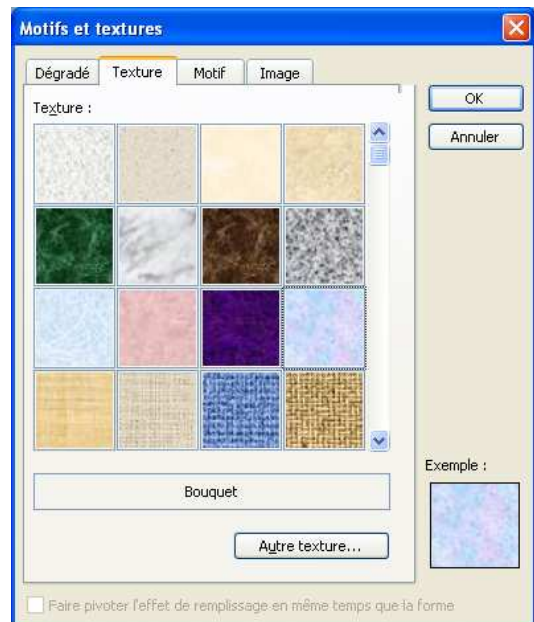 Motifs et textures
Dégradé Texture Motif Image
Texture :
OK
Annuler
Bouquet
Exemple :
Autre texture...
Faire pivoter l'effet de remplissage en même temps que la forme